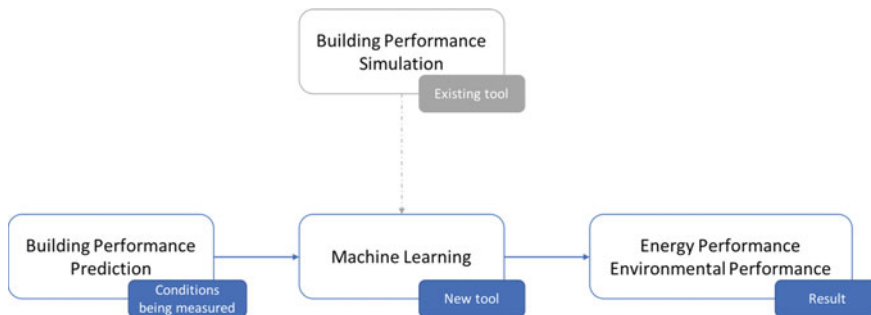 Building Performance
Simulation
Existing tool
Building Performance
Prediction
Conditions
being measured
Machine Learning
New tool
Energy Performance
Environmental Performance
Result